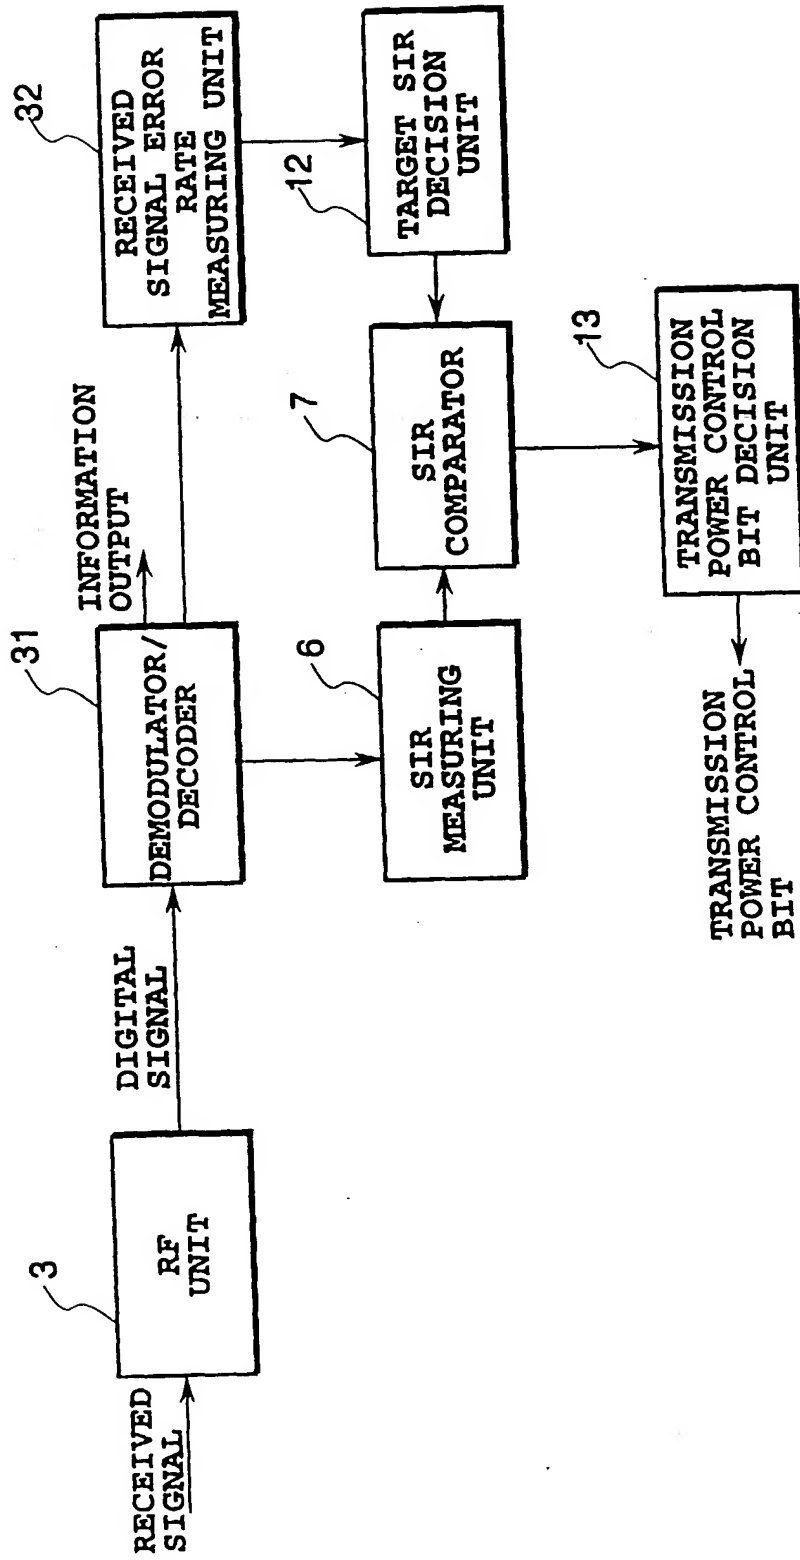 RECEIVED
SIGNAL
3
RF
UNIT
DIGITAL
SIGNAL
31
DEMODULATOR/
DECODER
INFORMATION
OUTPUT
32
RECEIVED
SIGNAL ERROR
RATE
MEASURING UNIT
6
SIR
MEASURING
UNIT
7
SIR
COMPARATOR
12
TARGET SIR
DECISION
UNIT
13
TRANSMISSION
POWER CONTROL
BIT DECISION
UNIT
TRANSMISSION
POWER CONTROL
BIT